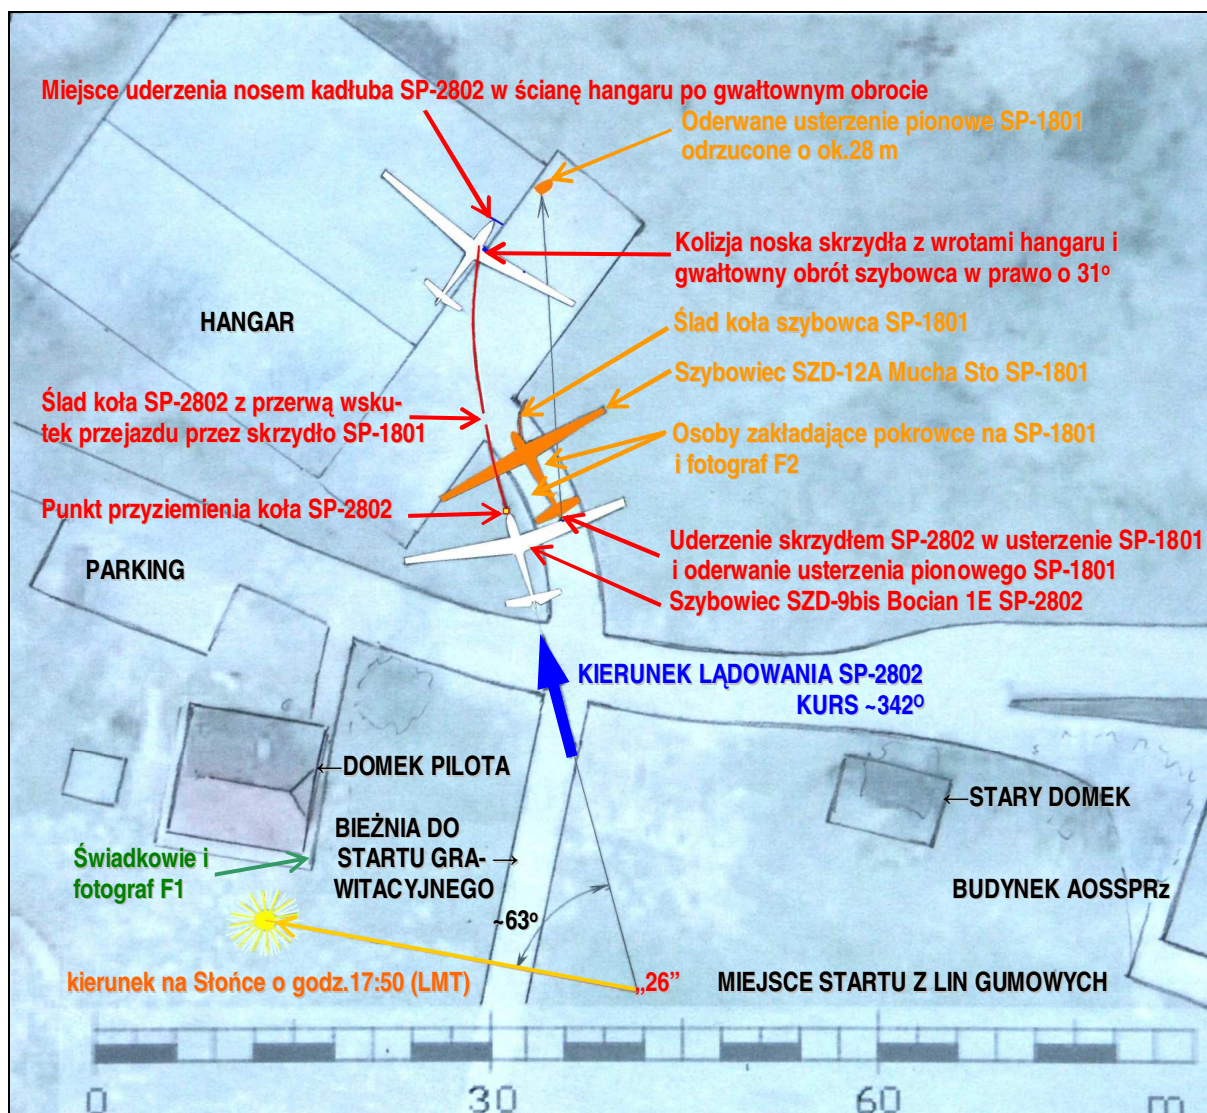 Miejsce uderzenia nosem kadłuba SP-2802 w ścianę hangaru po gwałtownym obrocie
Oderwane usterzenie pionowe SP-1801
odrzucone o ok.28 m
Kolizja noska skrzydła z wrotami hangaru i
gwałtowny obrót szybowca w prawo o 31º
HANGAR
Ślad koła szybowca SP-1801
Szybowiec SZD-12A Mucha Sto SP-1801
Ślad koła SP-2802 z przerwą wsku-
tek przejazdu przez skrzydło SP-1801
Osoby zakładające pokrowce na SP-1801
i fotograf F2
Punkt przyziemienia koła SP-2802
Uderzenie skrzydłem SP-2802 w usterzenie SP-1801
i oderwanie usterzenia pionowego SP-1801
PARKING
Szybowiec SZD-9bis Bocian 1E SP-2802
KIERUNEK LĄDOWANIA SP-2802
KURS ~342º
←DOMEK PILOTA
←STARY DOMEK
BIEŻNIA DO
STARTU GRA- →
WITACYJNEGO
Świadkowie i
fotograf F1
BUDYNEK AOSSPRz
~63º
kierunek na Słońce o godz.17:50 (LMT)
„26”
MIEJSCE STARTU Z LIN GUMOWYCH
0 30 60 m